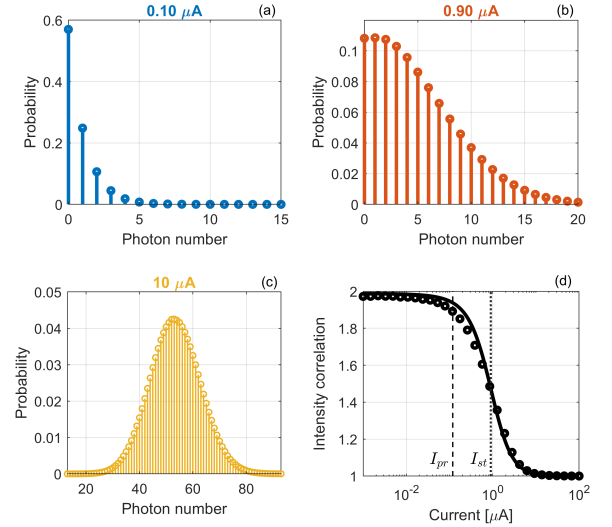 0.10 μA
(a)
0.6
0.4
0.2
0
Probability
0 5 10 15
Photon number
0.90 μA
(b)
0.1
0.08
0.06
0.04
0.02
0
Probability
0 5 10 15 20
Photon number
10 μA
(c)
0.05
0.04
0.03
0.02
0.01
0
Probability
20 40 60 80
Photon number
(d)
2
1.8
1.6
1.4
1.2
1
Intensity correlation
I_pr
I_st
10⁻² 10⁰ 10²
Current [μA]